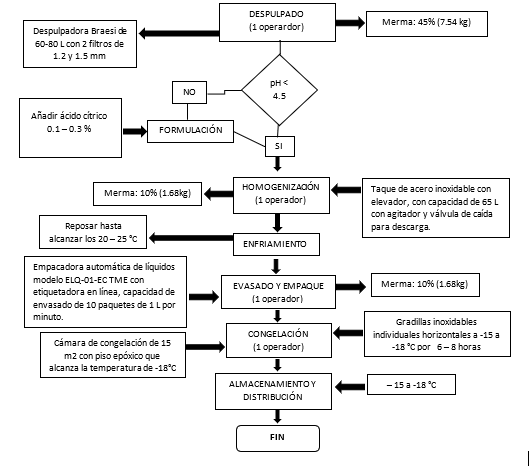 DESPULPADO
(1 operardor)
Despulpadora Braesi de
60-80 L con 2 filtros de
1.2 y 1.5 mm
Merma: 45% (7.54 kg)
pH <
4.5
NO
Añadir ácido cítrico
0.1 – 0.3 %
FORMULACIÓN
SI
Merma: 10% (1.68kg)
HOMOGENIZACIÓN
(1 operador)
Taque de acero inoxidable con
elevador, con capacidad de 65 L
con agitador y válvula de caída
para descarga.
Reposar hasta
alcanzar los 20 – 25 °C
ENFRIAMIENTO
Empacadora automática de líquidos
modelo ELQ-01-EC TME con
etiquetadora en línea, capacidad de
envasado de 10 paquetes de 1 L por
minuto.
EVASADO Y EMPAQUE
(1 operador)
Merma: 10% (1.68kg)
Cámara de congelación de 15
m2 con piso epóxico que
alcanza la temperatura de -18°C
CONGELACIÓN
(1 operador)
Gradillas inoxidables
individuales horizontales a -15 a
-18 °C por 6 – 8 horas
ALMACENAMIENTO Y
DISTRIBUCIÓN
– 15 a -18 °C
FIN